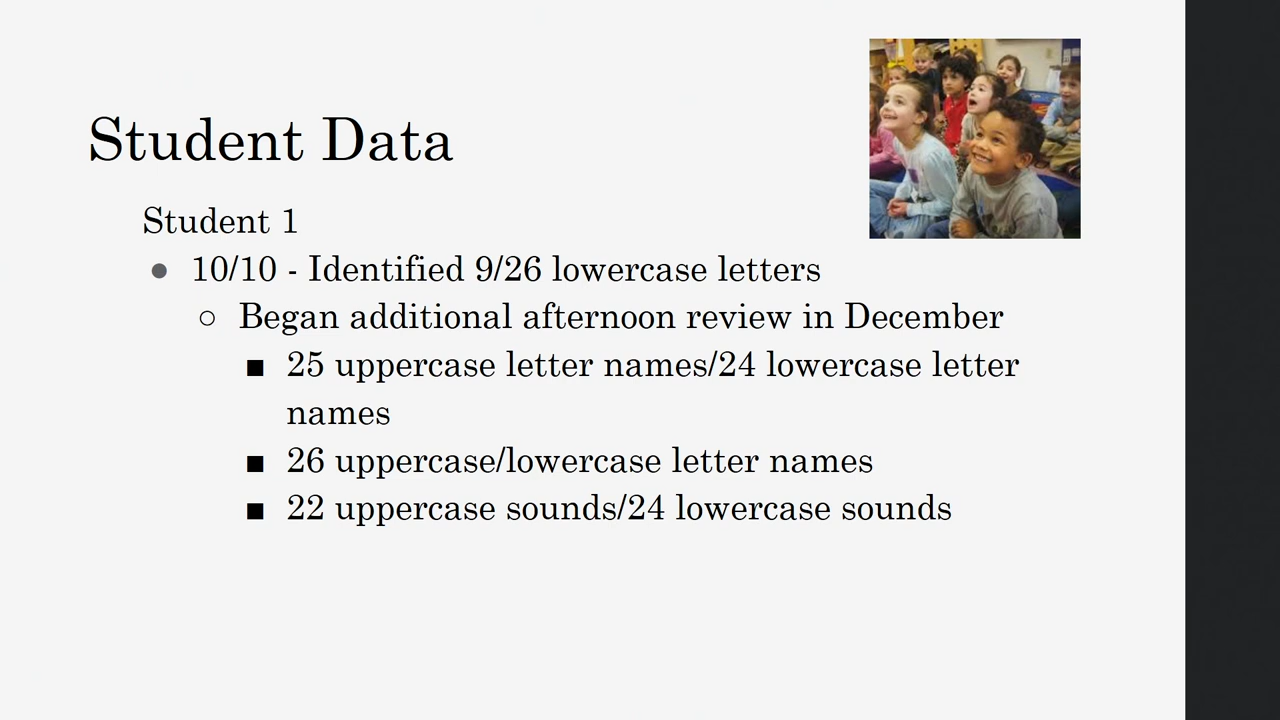 Student Data
Student 1
● 10/10 - Identified 9/26 lowercase letters
○ Began additional afternoon review in December
■ 25 uppercase letter names/24 lowercase letter
names
■ 26 uppercase/lowercase letter names
■ 22 uppercase sounds/24 lowercase sounds